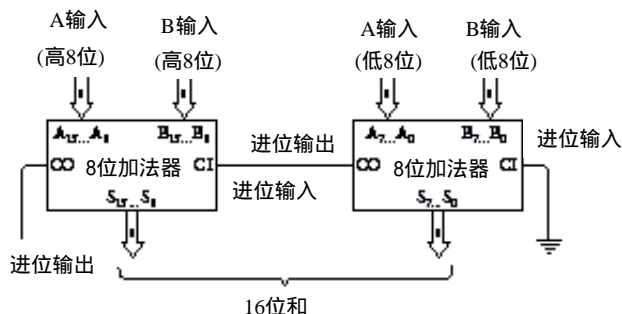 A输入
B输入
A输入
B输入
(高8位)
(高8位)
(低8位)
(低8位)
A15...A8
B15...B8
A7...A0
B7...B0
进位输入
进位输出
CO 8位加法器 CI
CO 8位加法器 CI
进位输入
S15...S8
S7...S0
进位输出
16位和